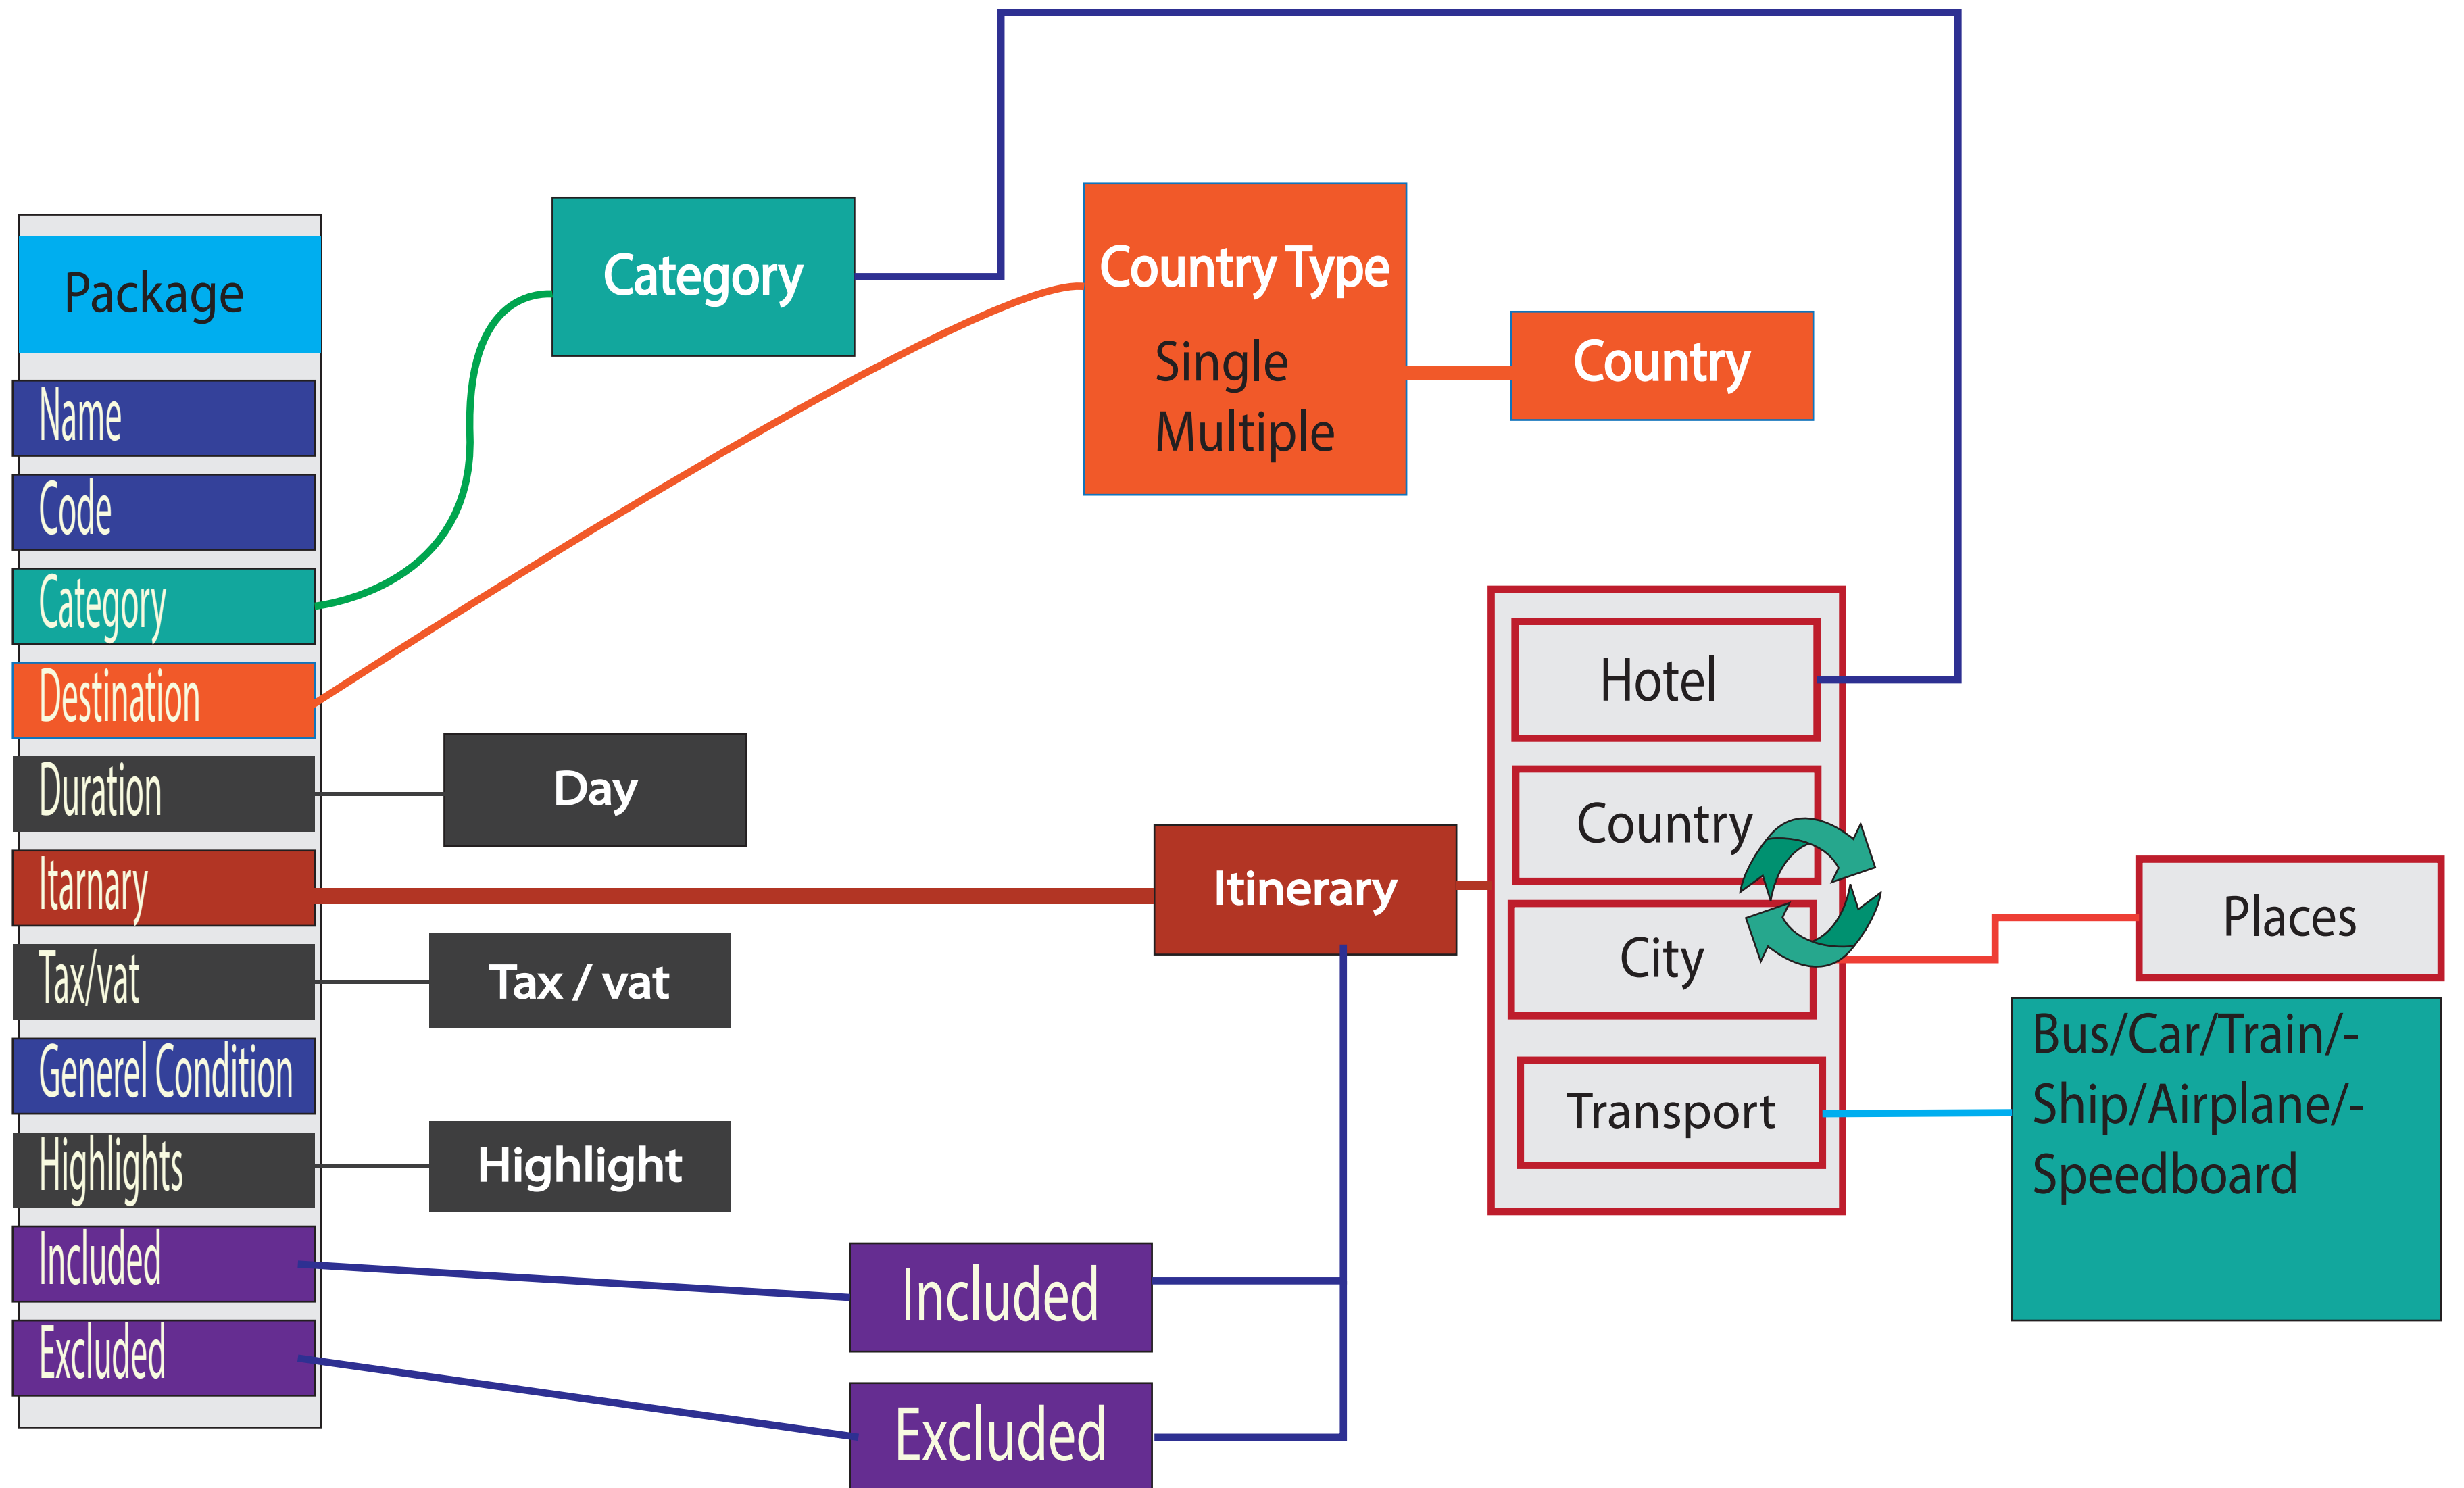 Package
Name
Code
Category
Destination
Duration
Itarnary
Tax/vat
Generel Condition
Highlights
Included
Excluded
Category
Country Type
Single
Multiple
Country
Day
Tax / vat
Highlight
Included
Excluded
Itinerary
Hotel
Country
City
Transport
Places
Bus/Car/Train/-
Ship/Airplane/-
Speedboard